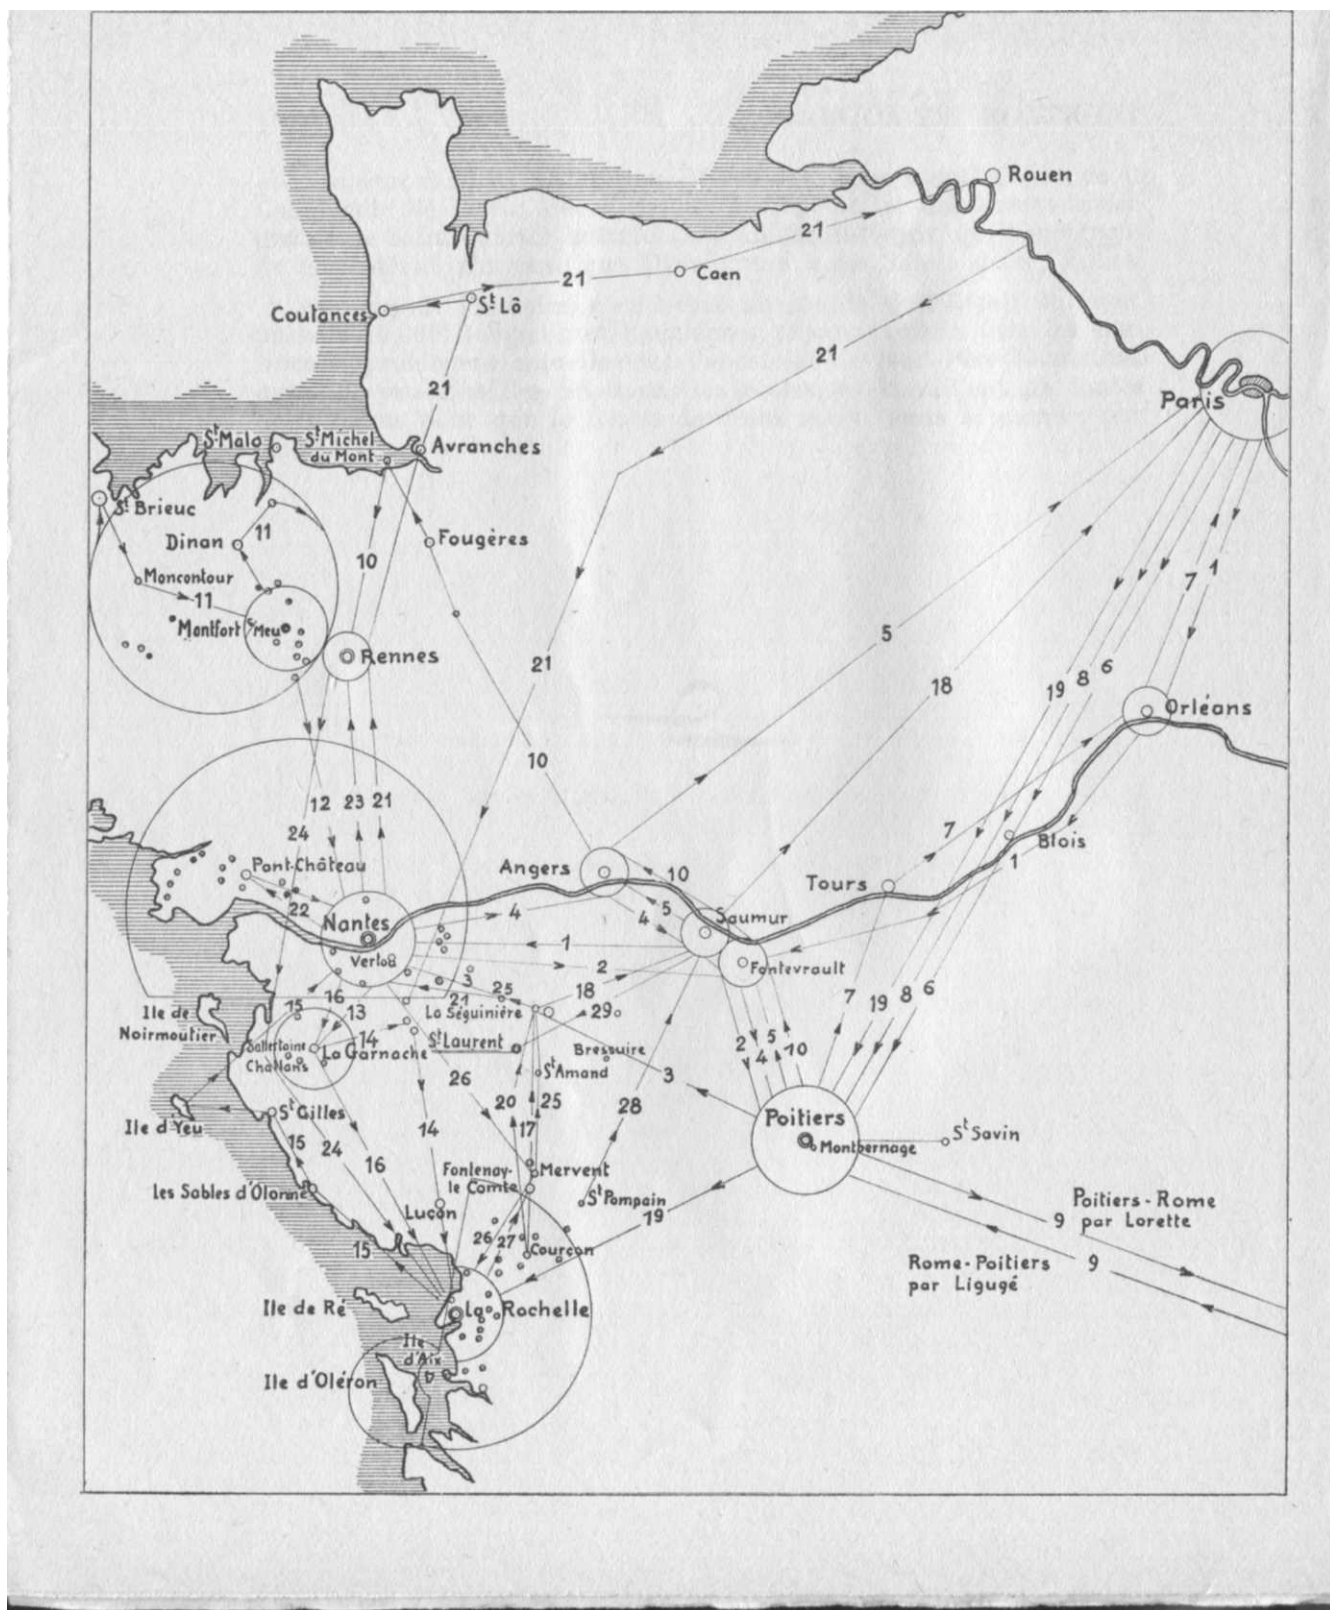 Rouen
21
Caen
21
St Lô
Coutances
21
21
Paris
St Malo
St Michel
du Mont
Avranches
St Brieuc
11
Dinan
Fougères
10
Moncontour
11
7
1
Montfort s/Meu
Rennes
5
21
18
19
8
6
Orléans
10
12
23
21
24
7
Blois
1
Pont-Château
Angers
10
Tours
22
Nantes
4
5
4
Saumur
Vertou
1
2
Fontevrault
3
21
25
18
Ile de
Noirmoutier
15
16
13
La Séguinière
29
7
19
8
6
14
Sallertaine
Challans
La Garnache
St Laurent
Bressuire
2
4
5
10
St Amand
3
26
20
25
28
Ile d'Yeu
St Gilles
15
24
16
14
17
Poitiers
Montbernage
St Savin
Fontenay-
le Comte
Mervent
les Sables d'Olonne
Luçon
St Pompain
19
Poitiers-Rome
par Lorette
9
15
26
27
Courçon
Rome-Poitiers
par Ligugé
9
Ile de Ré
La Rochelle
Ile
d'Aix
Ile d'Oléron